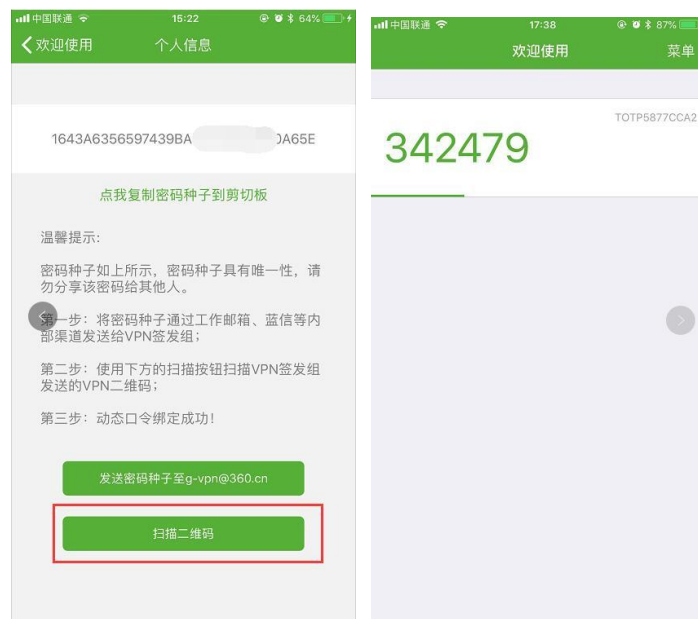 中国联通
15:22
64%
欢迎使用
个人信息
1643A6356597439BA
0A65E
点我复制密码种子到剪切板
温馨提示:
密码种子如上所示，密码种子具有唯一性，请
勿分享该密码给其他人。
第一步：将密码种子通过工作邮箱、蓝信等内
部渠道发送给VPN签发组；
第二步：使用下方的扫描按钮扫描VPN签发组
发送的VPN二维码；
第三步：动态口令绑定成功！
发送密码种子至g-vpn@360.cn
扫描二维码
中国联通
17:38
87%
欢迎使用
菜单
TOTP5877CCA2
342479